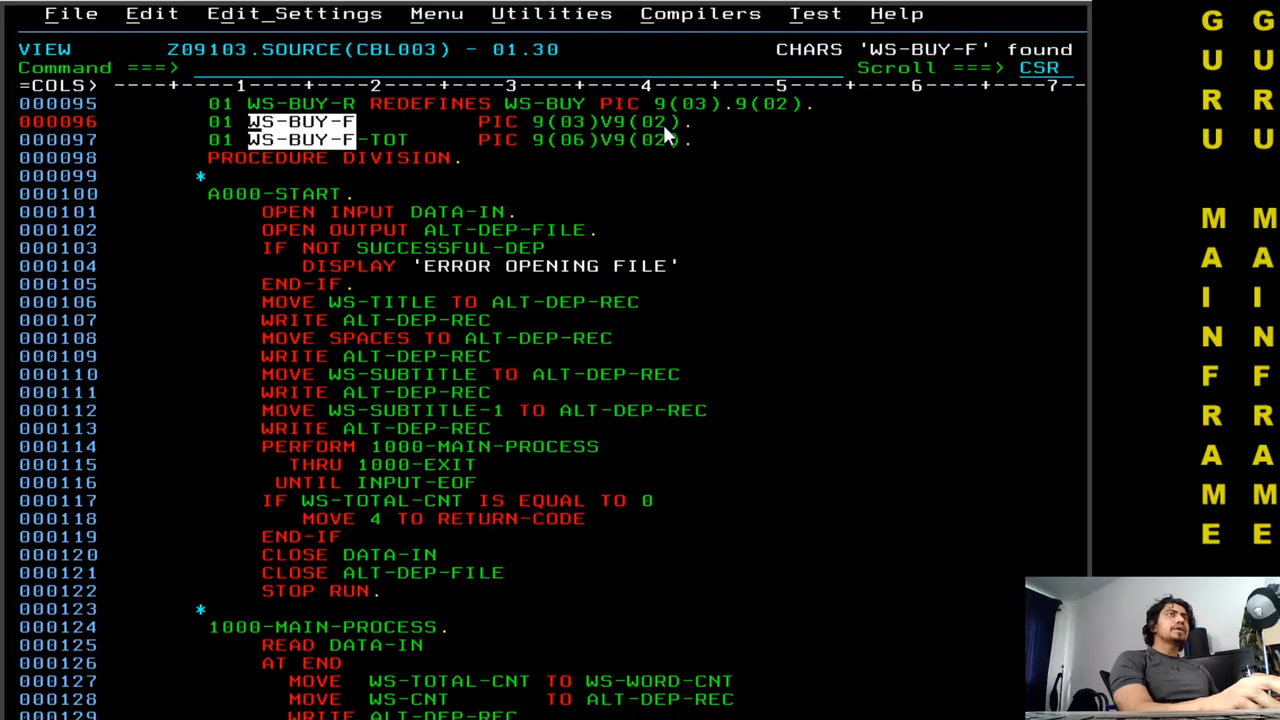 File Edit Edit_Settings Menu Utilities Compilers Test Help
VIEW Z09103.SOURCE(CBL003) - 01.30 CHARS 'WS-BUY-F' found
Command ===> Scroll ===> CSR
=COLS> ----+----1----+----2----+----3----+----4----+----5----+----6----+----7--
000095 01 WS-BUY-R REDEFINES WS-BUY PIC 9(03).9(02).
000096 01 WS-BUY-F PIC 9(03)V9(02).
000097 01 WS-BUY-F-TOT PIC 9(06)V9(02).
000098 PROCEDURE DIVISION.
000099 *
000100 A000-START.
000101 OPEN INPUT DATA-IN.
000102 OPEN OUTPUT ALT-DEP-FILE.
000103 IF NOT SUCCESSFUL-DEP
000104 DISPLAY 'ERROR OPENING FILE'
000105 END-IF.
000106 MOVE WS-TITLE TO ALT-DEP-REC
000107 WRITE ALT-DEP-REC
000108 MOVE SPACES TO ALT-DEP-REC
000109 WRITE ALT-DEP-REC
000110 MOVE WS-SUBTITLE TO ALT-DEP-REC
000111 WRITE ALT-DEP-REC
000112 MOVE WS-SUBTITLE-1 TO ALT-DEP-REC
000113 WRITE ALT-DEP-REC
000114 PERFORM 1000-MAIN-PROCESS
000115 THRU 1000-EXIT
000116 UNTIL INPUT-EOF
000117 IF WS-TOTAL-CNT IS EQUAL TO 0
000118 MOVE 4 TO RETURN-CODE
000119 END-IF
000120 CLOSE DATA-IN
000121 CLOSE ALT-DEP-FILE
000122 STOP RUN.
000123 *
000124 1000-MAIN-PROCESS.
000125 READ DATA-IN
000126 AT END
000127 MOVE WS-TOTAL-CNT TO WS-WORD-CNT
000128 MOVE WS-CNT TO ALT-DEP-REC
000129 WRITE ALT-DEP-REC
GURU MAINFRAME
GURU MAINFRAME